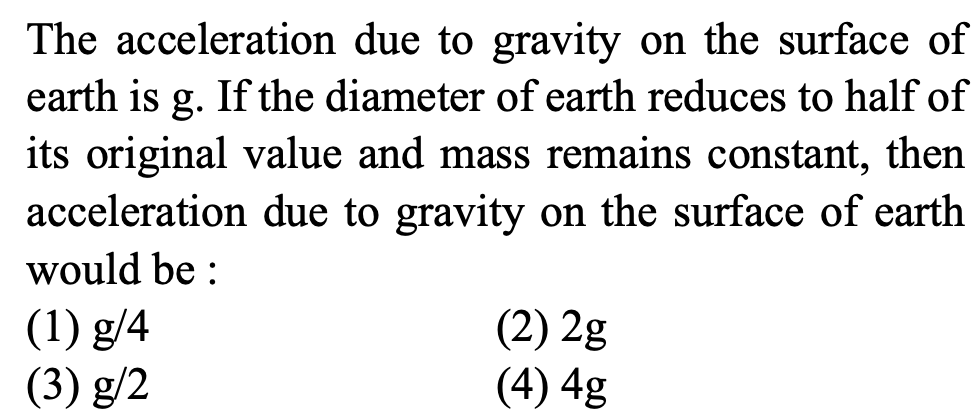 The acceleration due to gravity on the surface of
earth is g. If the diameter of earth reduces to half of
its original value and mass remains constant, then
acceleration due to gravity on the surface of earth
would be :
(1) g/4 (2) 2g
(3) g/2 (4) 4g